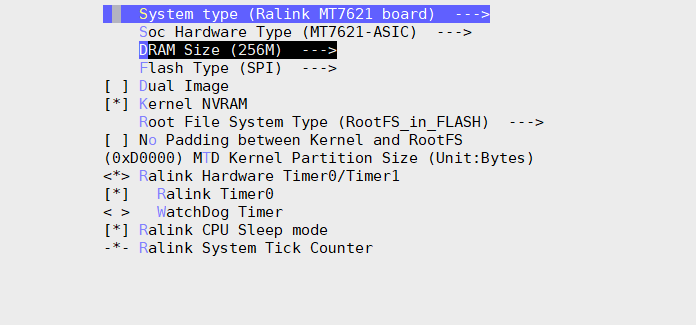 System type (Ralink MT7621 board)  --->
Soc Hardware Type (MT7621-ASIC)  --->
DRAM Size (256M)  --->
Flash Type (SPI)  --->
[ ] Dual Image
[*] Kernel NVRAM
Root File System Type (RootFS_in_FLASH)  --->
[ ] No Padding between Kernel and RootFS
(0xD0000) MTD Kernel Partition Size (Unit:Bytes)
<*> Ralink Hardware Timer0/Timer1
[*]   Ralink Timer0
< >   WatchDog Timer
[*] Ralink CPU Sleep mode
-*- Ralink System Tick Counter